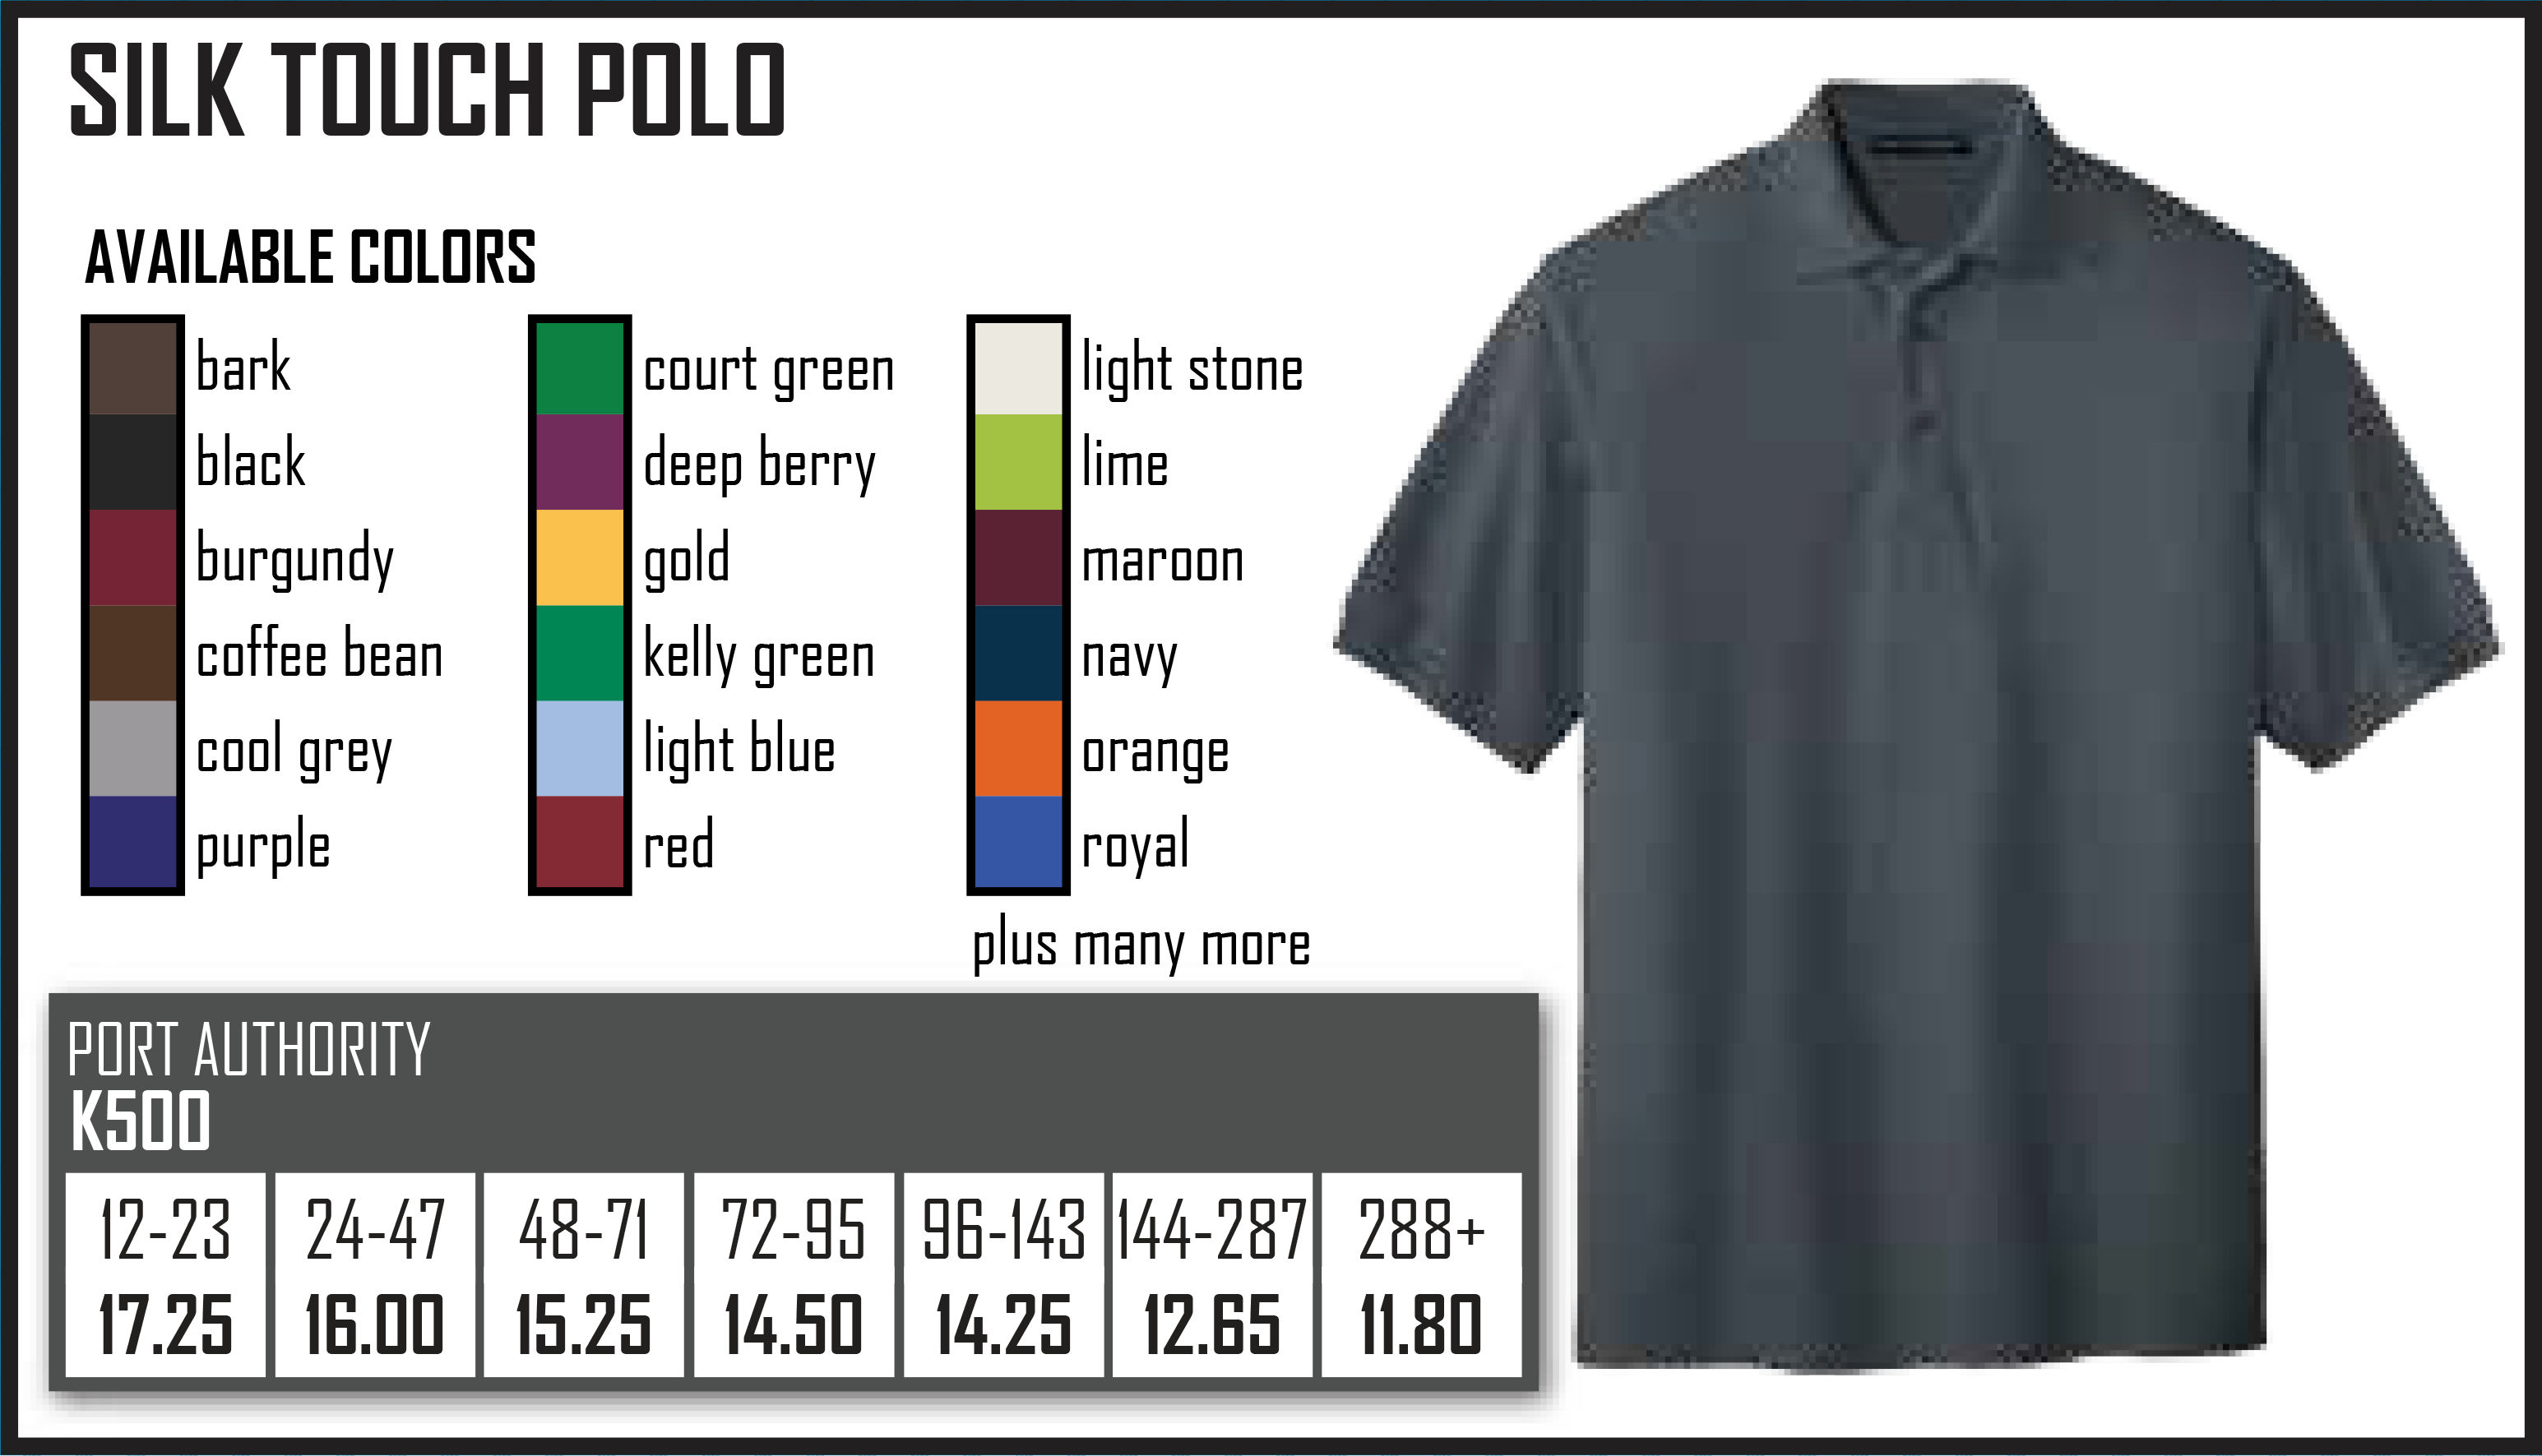 SILK TOUCH POLO
AVAILABLE COLORS
bark
black
burgundy
coffee bean
cool grey
purple
court green
deep berry
gold
kelly green
light blue
red
light stone
lime
maroon
navy
orange
royal
plus many more
PORT AUTHORITY
K500
12-23 24-47 48-71 72-95 96-143 144-287 288+
17.25 16.00 15.25 14.50 14.25 12.65 11.80